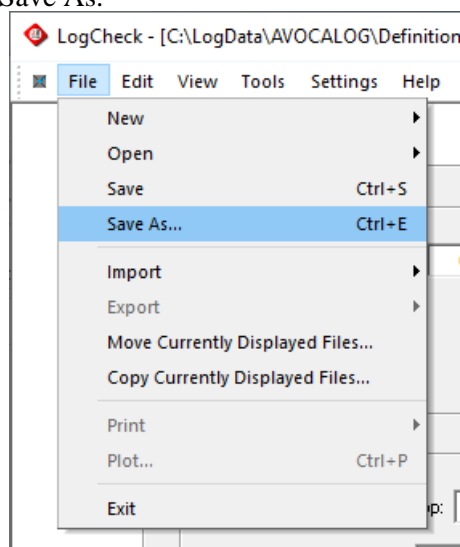 Save As.
LogCheck - [C:\LogData\AVOCALOG\Definition
File Edit View Tools Settings Help
New
Open
Save Ctrl+S
Save As... Ctrl+E
Import
Export
Move Currently Displayed Files...
Copy Currently Displayed Files...
Print
Plot... Ctrl+P
Exit
op: